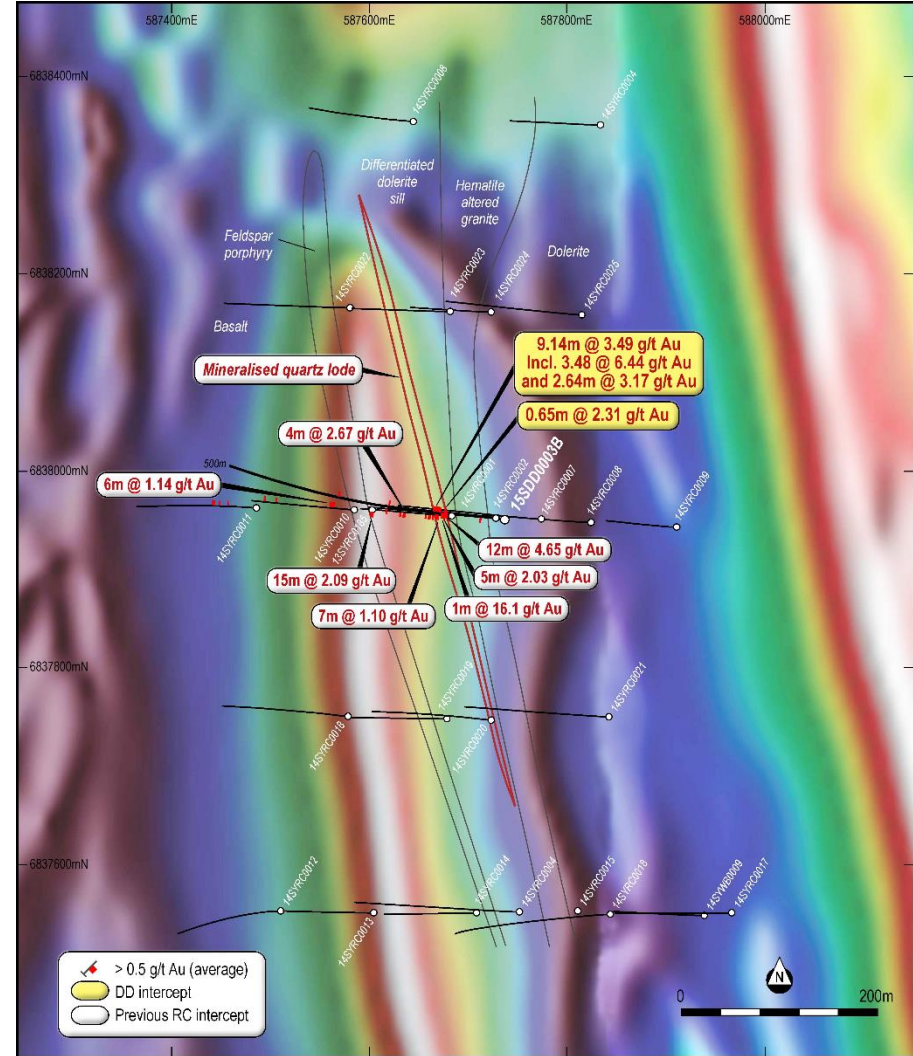 587400mE
587600mE
587800mE
588000mE
6838400mN
6838200mN
6838000mN
6837800mN
6837600mN
14SYRC0008
14SYRC0004
Differentiated
dolerite
sill
Hematite
altered
granite
Dolerite
Feldspar
porphyry
Basalt
14SYRC0022
14SYRC0023
14SYRC0024
14SYRC0025
Mineralised quartz lode
9.14m @ 3.49 g/t Au
Incl. 3.48 @ 6.44 g/t Au
and 2.64m @ 3.17 g/t Au
0.65m @ 2.31 g/t Au
4m @ 2.67 g/t Au
500m
6m @ 1.14 g/t Au
14SYRC0011
14SYRC0010
14SYRC0001
14SYRC0002
15SDD0003B
14SYRC0007
14SYRC0008
14SYRC0009
12m @ 4.65 g/t Au
15m @ 2.09 g/t Au
5m @ 2.03 g/t Au
7m @ 1.10 g/t Au
1m @ 16.1 g/t Au
14SYRC0018
14SYRC0019
14SYRC0020
14SYRC0021
14SYRC0012
14SYRC0013
14SYRC0014
14SYRC0004
14SYRC0015
14SYRC0018
14SYWB0009
14SYRC0017
> 0.5 g/t Au (average)
DD intercept
Previous RC intercept
N
0
200m